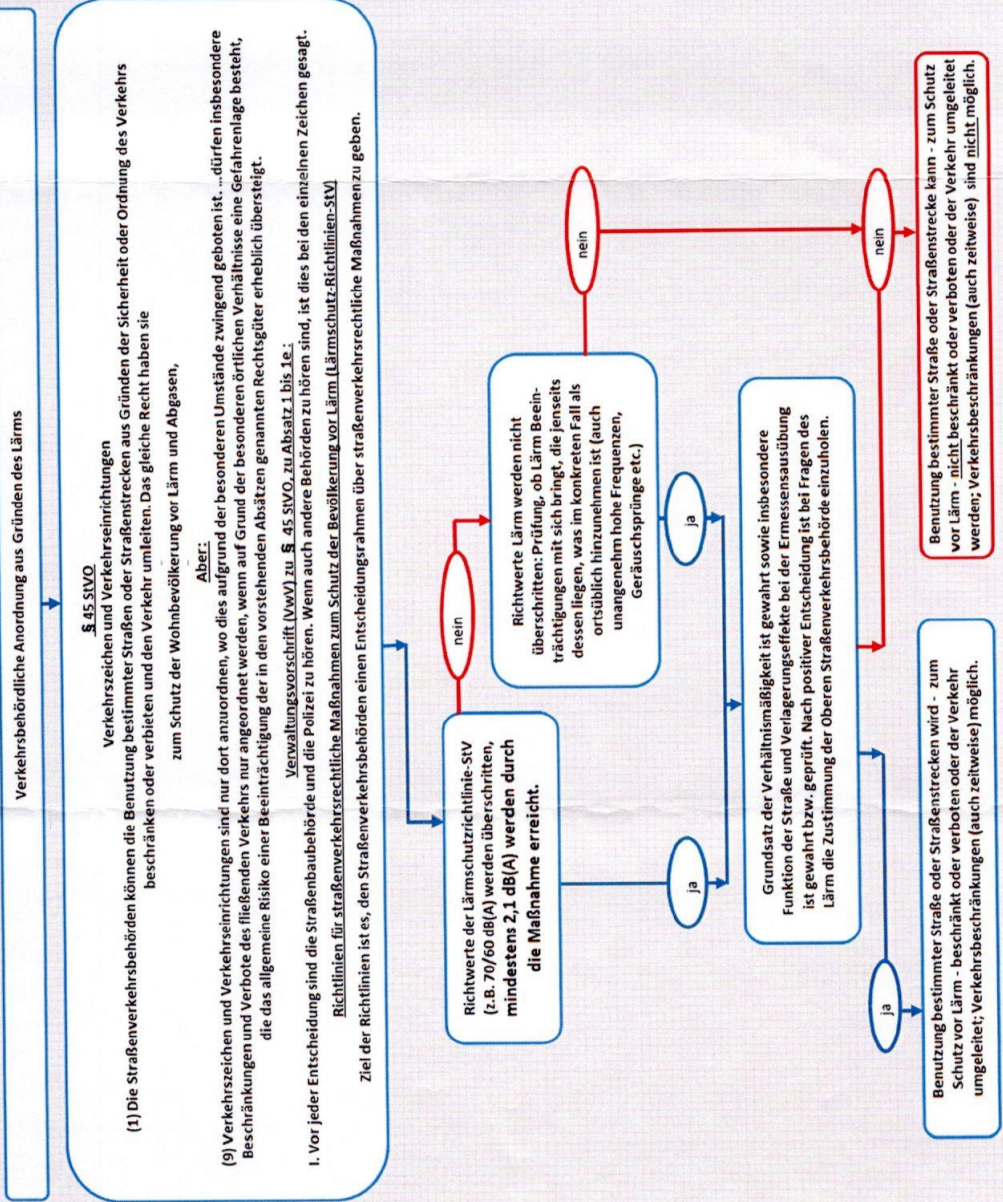 Verkehrsbehördliche Anordnung aus Gründen des Lärms
§ 45 StVO
Verkehrszeichen und Verkehrseinrichtungen
(1) Die Straßenverkehrsbehörden können die Benutzung bestimmter Straßen oder Straßenstrecken aus Gründen der Sicherheit oder Ordnung des Verkehrs
beschränken oder verbieten und den Verkehr umleiten. Das gleiche Recht haben sie
zum Schutz der Wohnbevölkerung vor Lärm und Abgasen,
Aber:
(9) Verkehrszeichen und Verkehrseinrichtungen sind nur dort anzuordnen, wo dies aufgrund der besonderen Umstände zwingend geboten ist. ...dürfen insbesondere
Beschränkungen und Verbote des fließenden Verkehrs nur angeordnet werden, wenn auf Grund der besonderen örtlichen Verhältnisse eine Gefahrenlage besteht,
die das allgemeine Risiko einer Beeinträchtigung der in den vorstehenden Absätzen genannten Rechtsgüter erheblich übersteigt.
Verwaltungsvorschrift (VwV) zu § 45 StVO, zu Absatz 1 bis 1e :
I. Vor jeder Entscheidung sind die Straßenbaubehörde und die Polizei zu hören. Wenn auch andere Behörden zu hören sind, ist dies bei den einzelnen Zeichen gesagt.
Richtlinien für straßenverkehrsrechtliche Maßnahmen zum Schutz der Bevölkerung vor Lärm (Lärmschutz-Richtlinien-StV)
Ziel der Richtlinien ist es, den Straßenverkehrsbehörden einen Entscheidungsrahmen über straßenverkehrsrechtliche Maßnahmen zu geben.
Richtwerte der Lärmschutzrichtlinie-StV
(z.B. 70/60 dB(A) werden überschritten,
mindestens 2,1 dB(A) werden durch
die Maßnahme erreicht.
nein
Richtwerte Lärm werden nicht
überschritten: Prüfung, ob Lärm Beein-
trächtigungen mit sich bringt, die jenseits
dessen liegen, was im konkreten Fall als
ortsüblich hinzunehmen ist (auch
unangenehm hohe Frequenzen,
Geräuschsprünge etc.)
nein
ja
ja
Grundsatz der Verhältnismäßigkeit ist gewahrt sowie insbesondere
Funktion der Straße und Verlagerungseffekte bei der Ermessensausübung
ist gewahrt bzw. geprüft. Nach positiver Entscheidung ist bei Fragen des
Lärm die Zustimmung der Oberen Straßenverkehrsbehörde einzuholen.
ja
nein
Benutzung bestimmter Straße oder Straßenstrecken wird - zum
Schutz vor Lärm - beschränkt oder verboten oder der Verkehr
umgeleitet; Verkehrsbeschränkungen (auch zeitweise) möglich.
Benutzung bestimmter Straße oder Straßenstrecke kann - zum Schutz
vor Lärm - nicht beschränkt oder verboten oder der Verkehr umgeleitet
werden; Verkehrsbeschränkungen (auch zeitweise) sind nicht möglich.